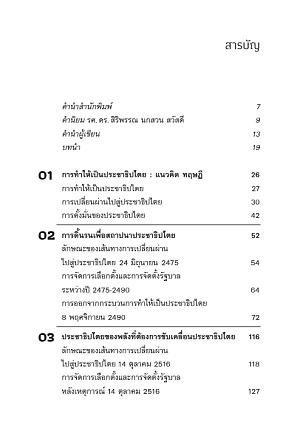 สารบัญ
คำนำสำนักพิมพ์ 7
คำนิยม รศ.ดร. สิริพรรณ นกสวน สวัสดี 9
คำนำผู้เขียน 13
บทนำ 19
01 การทำให้เป็นประชาธิปไตย : แนวคิด ทฤษฎี 26
การทำให้เป็นประชาธิปไตย 27
การเปลี่ยนผ่านไปสู่ประชาธิปไตย 30
การตั้งมั่นของประชาธิปไตย 42
02 การดิ้นรนเพื่อสถาปนาประชาธิปไตย 52
ลักษณะของเส้นทางการเปลี่ยนผ่าน
ไปสู่ประชาธิปไตย 24 มิถุนายน 2475 54
การจัดการเลือกตั้งและการจัดตั้งรัฐบาล
ระหว่างปี 2475-2490 64
การออกจากกระบวนการทำให้เป็นประชาธิปไตย
8 พฤศจิกายน 2490 72
03 ประชาธิปไตยของพลังที่ต้องการขับเคลื่อนประชาธิปไตย 116
ลักษณะของเส้นทางการเปลี่ยนผ่าน
ไปสู่ประชาธิปไตย 14 ตุลาคม 2516 118
การจัดการเลือกตั้งและการจัดตั้งรัฐบาล
หลังเหตุการณ์ 14 ตุลาคม 2516 127